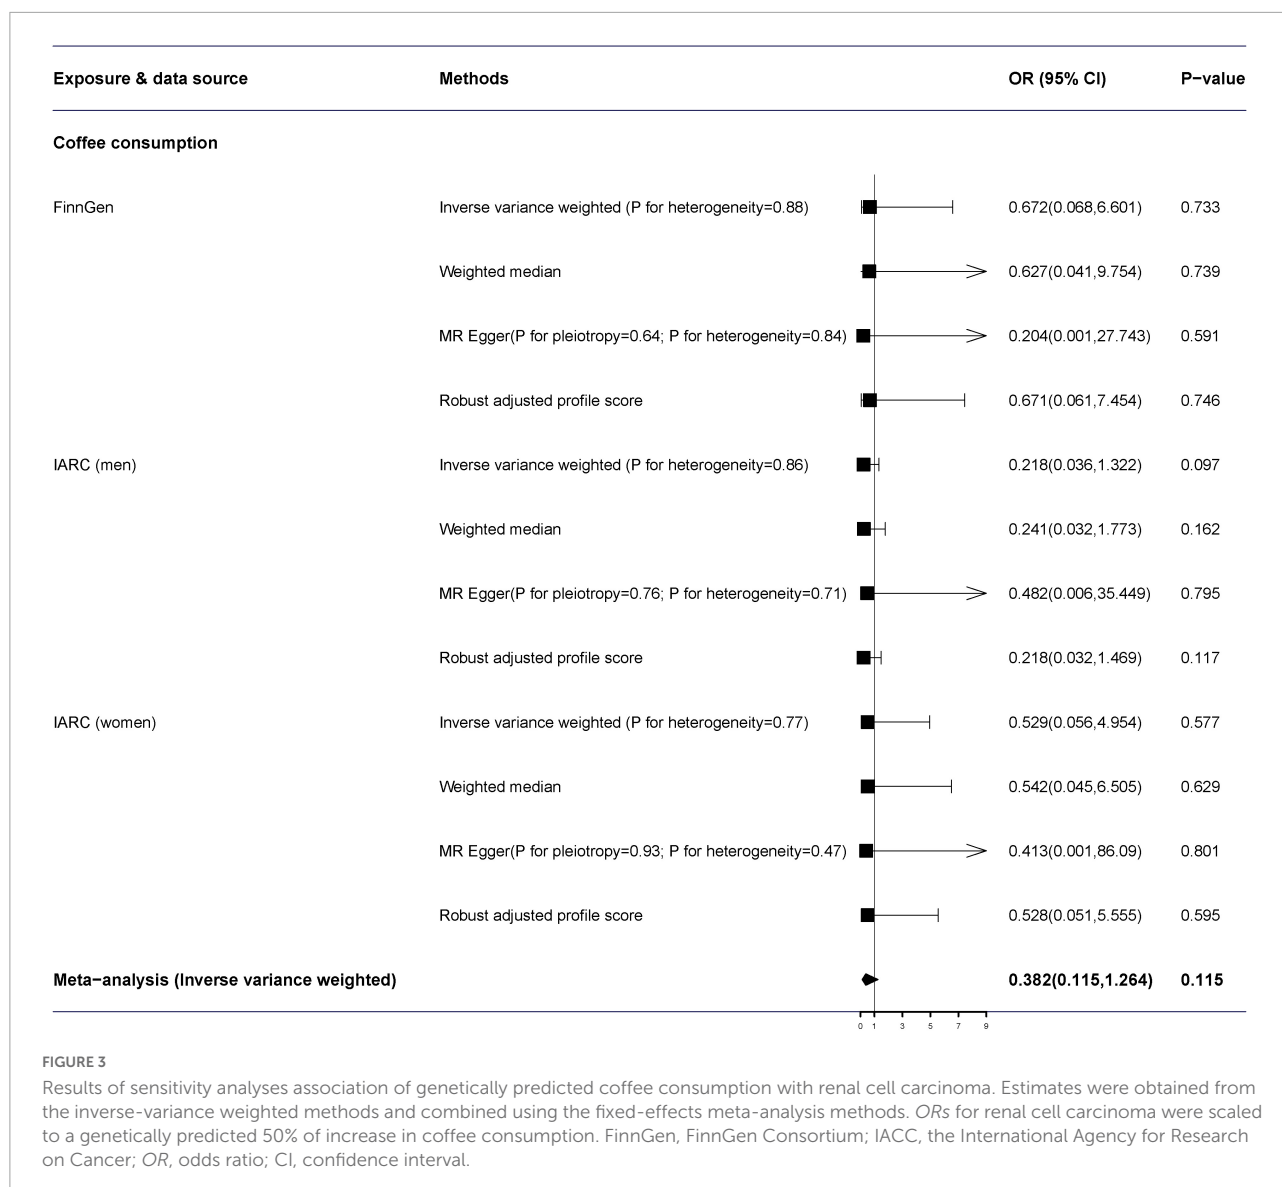 Exposure & data source Methods OR (95% CI) P−value
Coffee consumption
FinnGen Inverse variance weighted (P for heterogeneity=0.88) 0.672(0.068,6.601) 0.733
Weighted median 0.627(0.041,9.754) 0.739
MR Egger(P for pleiotropy=0.64; P for heterogeneity=0.84) 0.204(0.001,27.743) 0.591
Robust adjusted profile score 0.671(0.061,7.454) 0.746
IARC (men) Inverse variance weighted (P for heterogeneity=0.86) 0.218(0.036,1.322) 0.097
Weighted median 0.241(0.032,1.773) 0.162
MR Egger(P for pleiotropy=0.76; P for heterogeneity=0.71) 0.482(0.006,35.449) 0.795
Robust adjusted profile score 0.218(0.032,1.469) 0.117
IARC (women) Inverse variance weighted (P for heterogeneity=0.77) 0.529(0.056,4.954) 0.577
Weighted median 0.542(0.045,6.505) 0.629
MR Egger(P for pleiotropy=0.93; P for heterogeneity=0.47) 0.413(0.001,86.09) 0.801
Robust adjusted profile score 0.528(0.051,5.555) 0.595
Meta−analysis (Inverse variance weighted) 0.382(0.115,1.264) 0.115
0 1 3 5 7 9
FIGURE 3
Results of sensitivity analyses association of genetically predicted coffee consumption with renal cell carcinoma. Estimates were obtained from
the inverse-variance weighted methods and combined using the fixed-effects meta-analysis methods. ORs for renal cell carcinoma were scaled
to a genetically predicted 50% of increase in coffee consumption. FinnGen, FinnGen Consortium; IACC, the International Agency for Research
on Cancer; OR, odds ratio; CI, confidence interval.